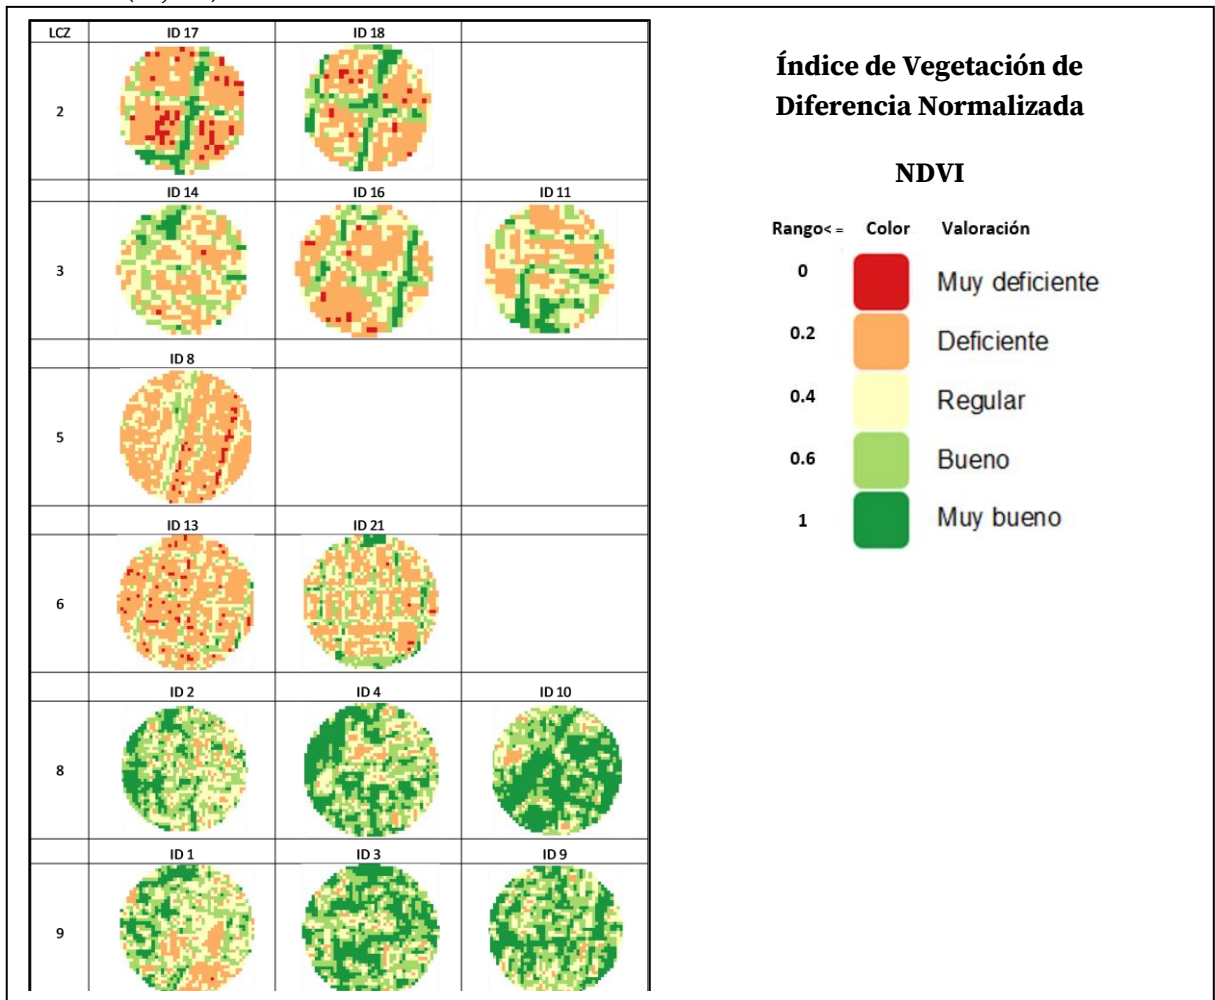 LCZ ID 17 ID 18
2
ID 14 ID 16 ID 11
3
ID 8
5
ID 13 ID 21
6
ID 2 ID 4 ID 10
8
ID 1 ID 3 ID 9
9
Índice de Vegetación de
Diferencia Normalizada
NDVI
Rango< = Color Valoración
0 Muy deficiente
0.2 Deficiente
0.4 Regular
0.6 Bueno
1 Muy bueno